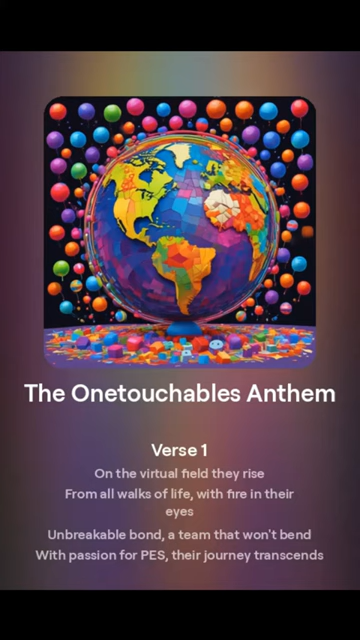 The Onetouchables Anthem
Verse 1
On the virtual field they rise
From all walks of life, with fire in their
eyes
Unbreakable bond, a team that won't bend
With passion for PES, their journey transcends